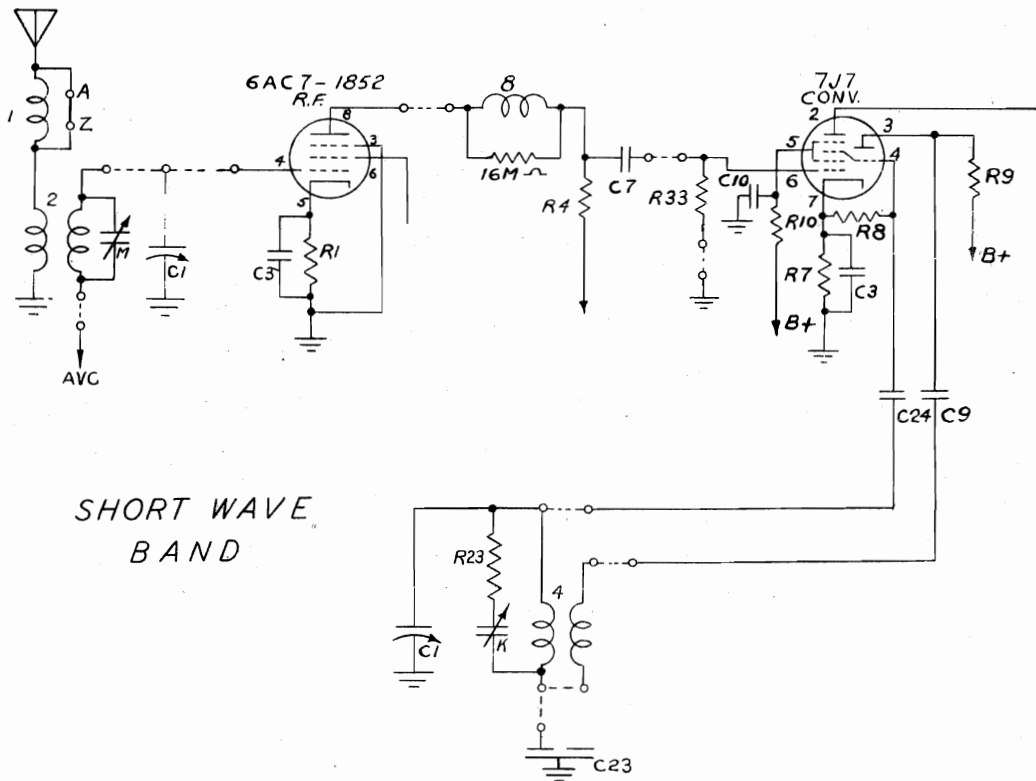 6AC7-1852
R.F.
8
3
4
6
5
1
A
Z
2
M
C1
AVC
C3
R1
8
16M Ω
R4
C7
R33
7J7
CONV.
2
3
5
4
6
7
C10
R10
R8
R9
R7
C3
B+
B+
C24
C9
SHORT WAVE
BAND
R23
4
C1
K
C23